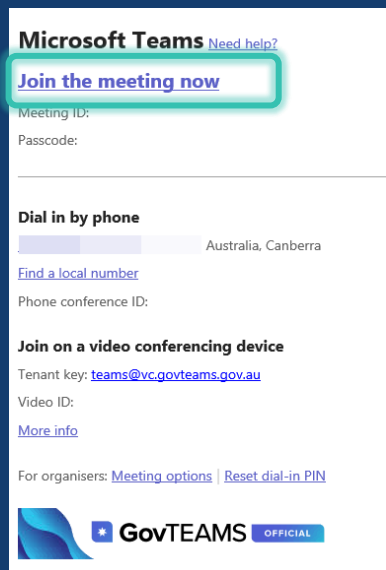 Microsoft Teams Need help?
Join the meeting now
Meeting ID:
Passcode:
Dial in by phone
Australia, Canberra
Find a local number
Phone conference ID:
Join on a video conferencing device
Tenant key: teams@vc.govteams.gov.au
Video ID:
More info
For organisers: Meeting options | Reset dial-in PIN
GovTEAMS OFFICIAL